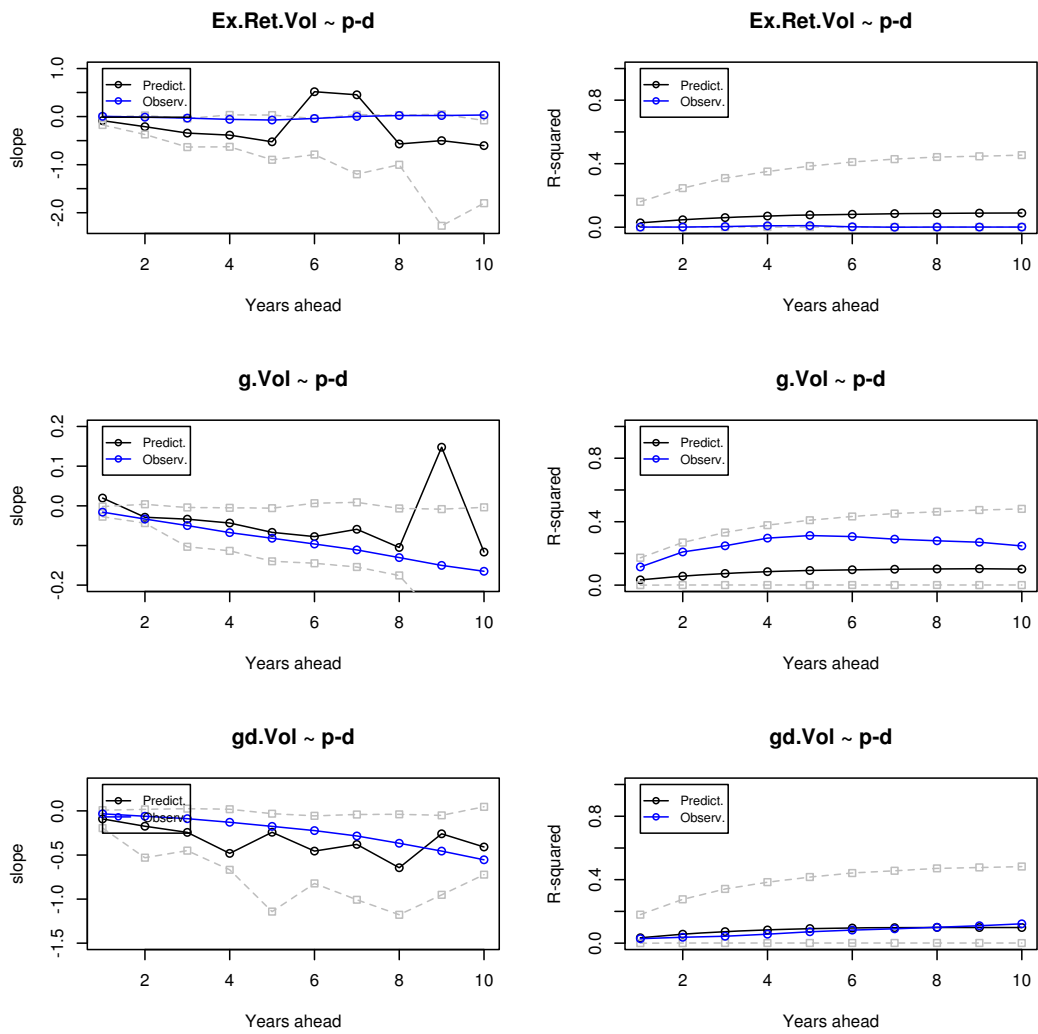 Ex.Ret.Vol ~ p-d
slope
1.0
0.0
-1.0
-2.0
Predict.
Observ.
2 4 6 8 10
Years ahead
Ex.Ret.Vol ~ p-d
R-squared
0.8
0.4
0.0
Predict.
Observ.
2 4 6 8 10
Years ahead
g.Vol ~ p-d
slope
0.2
0.1
0.0
-0.2
Predict.
Observ.
2 4 6 8 10
Years ahead
g.Vol ~ p-d
R-squared
0.8
0.4
0.0
Predict.
Observ.
2 4 6 8 10
Years ahead
gd.Vol ~ p-d
slope
0.0
-0.5
-1.0
-1.5
Predict.
Observ.
2 4 6 8 10
Years ahead
gd.Vol ~ p-d
R-squared
0.8
0.4
0.0
Predict.
Observ.
2 4 6 8 10
Years ahead